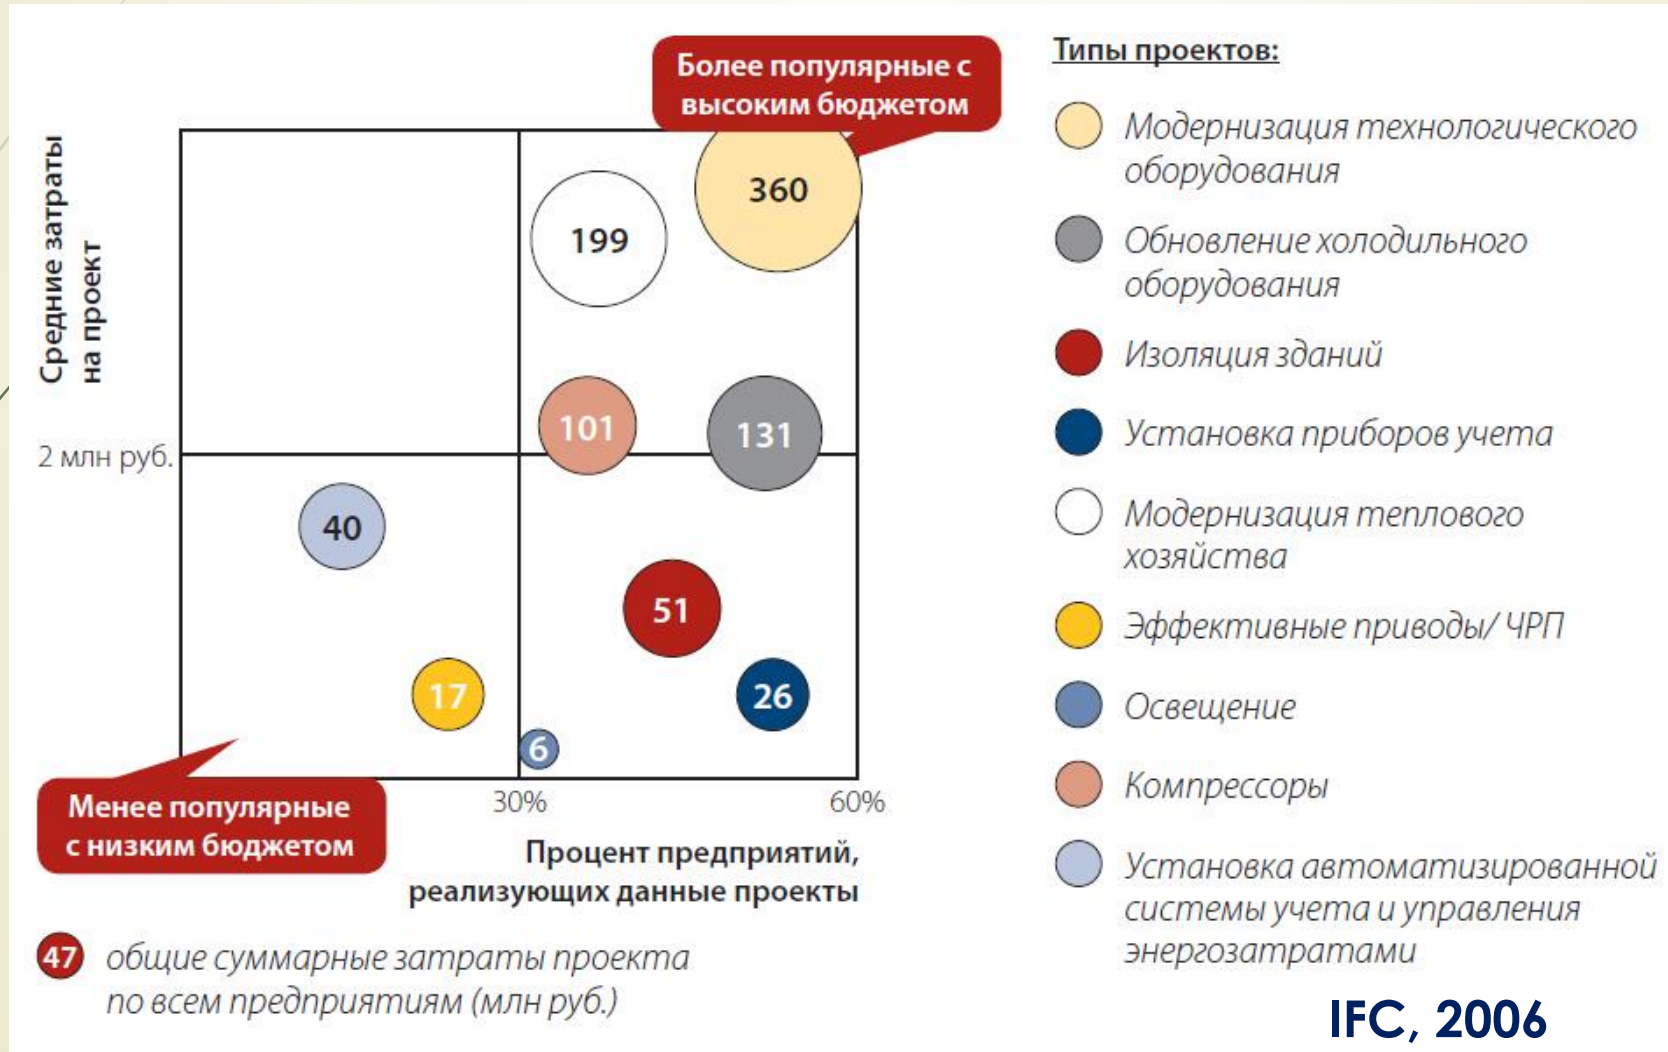 Более популярные с
высоким бюджетом
Средние затраты
на проект
360
199
101
131
2 млн руб.
40
51
17
26
6
Менее популярные
с низким бюджетом
30%
60%
Процент предприятий,
реализующих данные проекты
47 общие суммарные затраты проекта
по всем предприятиям (млн руб.)
Типы проектов:
Модернизация технологического
оборудования
Обновление холодильного
оборудования
Изоляция зданий
Установка приборов учета
Модернизация теплового
хозяйства
Эффективные приводы/ ЧРП
Освещение
Компрессоры
Установка автоматизированной
системы учета и управления
энергозатратами
IFC, 2006